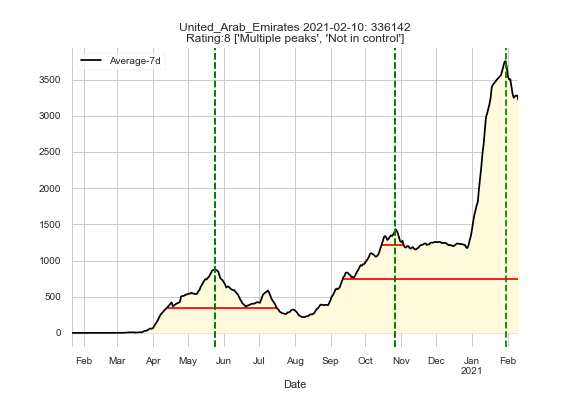 United_Arab_Emirates 2021-02-10: 336142
Rating:8 ['Multiple peaks', 'Not in control']
Average-7d
3500
3000
2500
2000
1500
1000
500
0
Feb Mar Apr May Jun Jul Aug Sep Oct Nov Dec Jan Feb
2021
Date